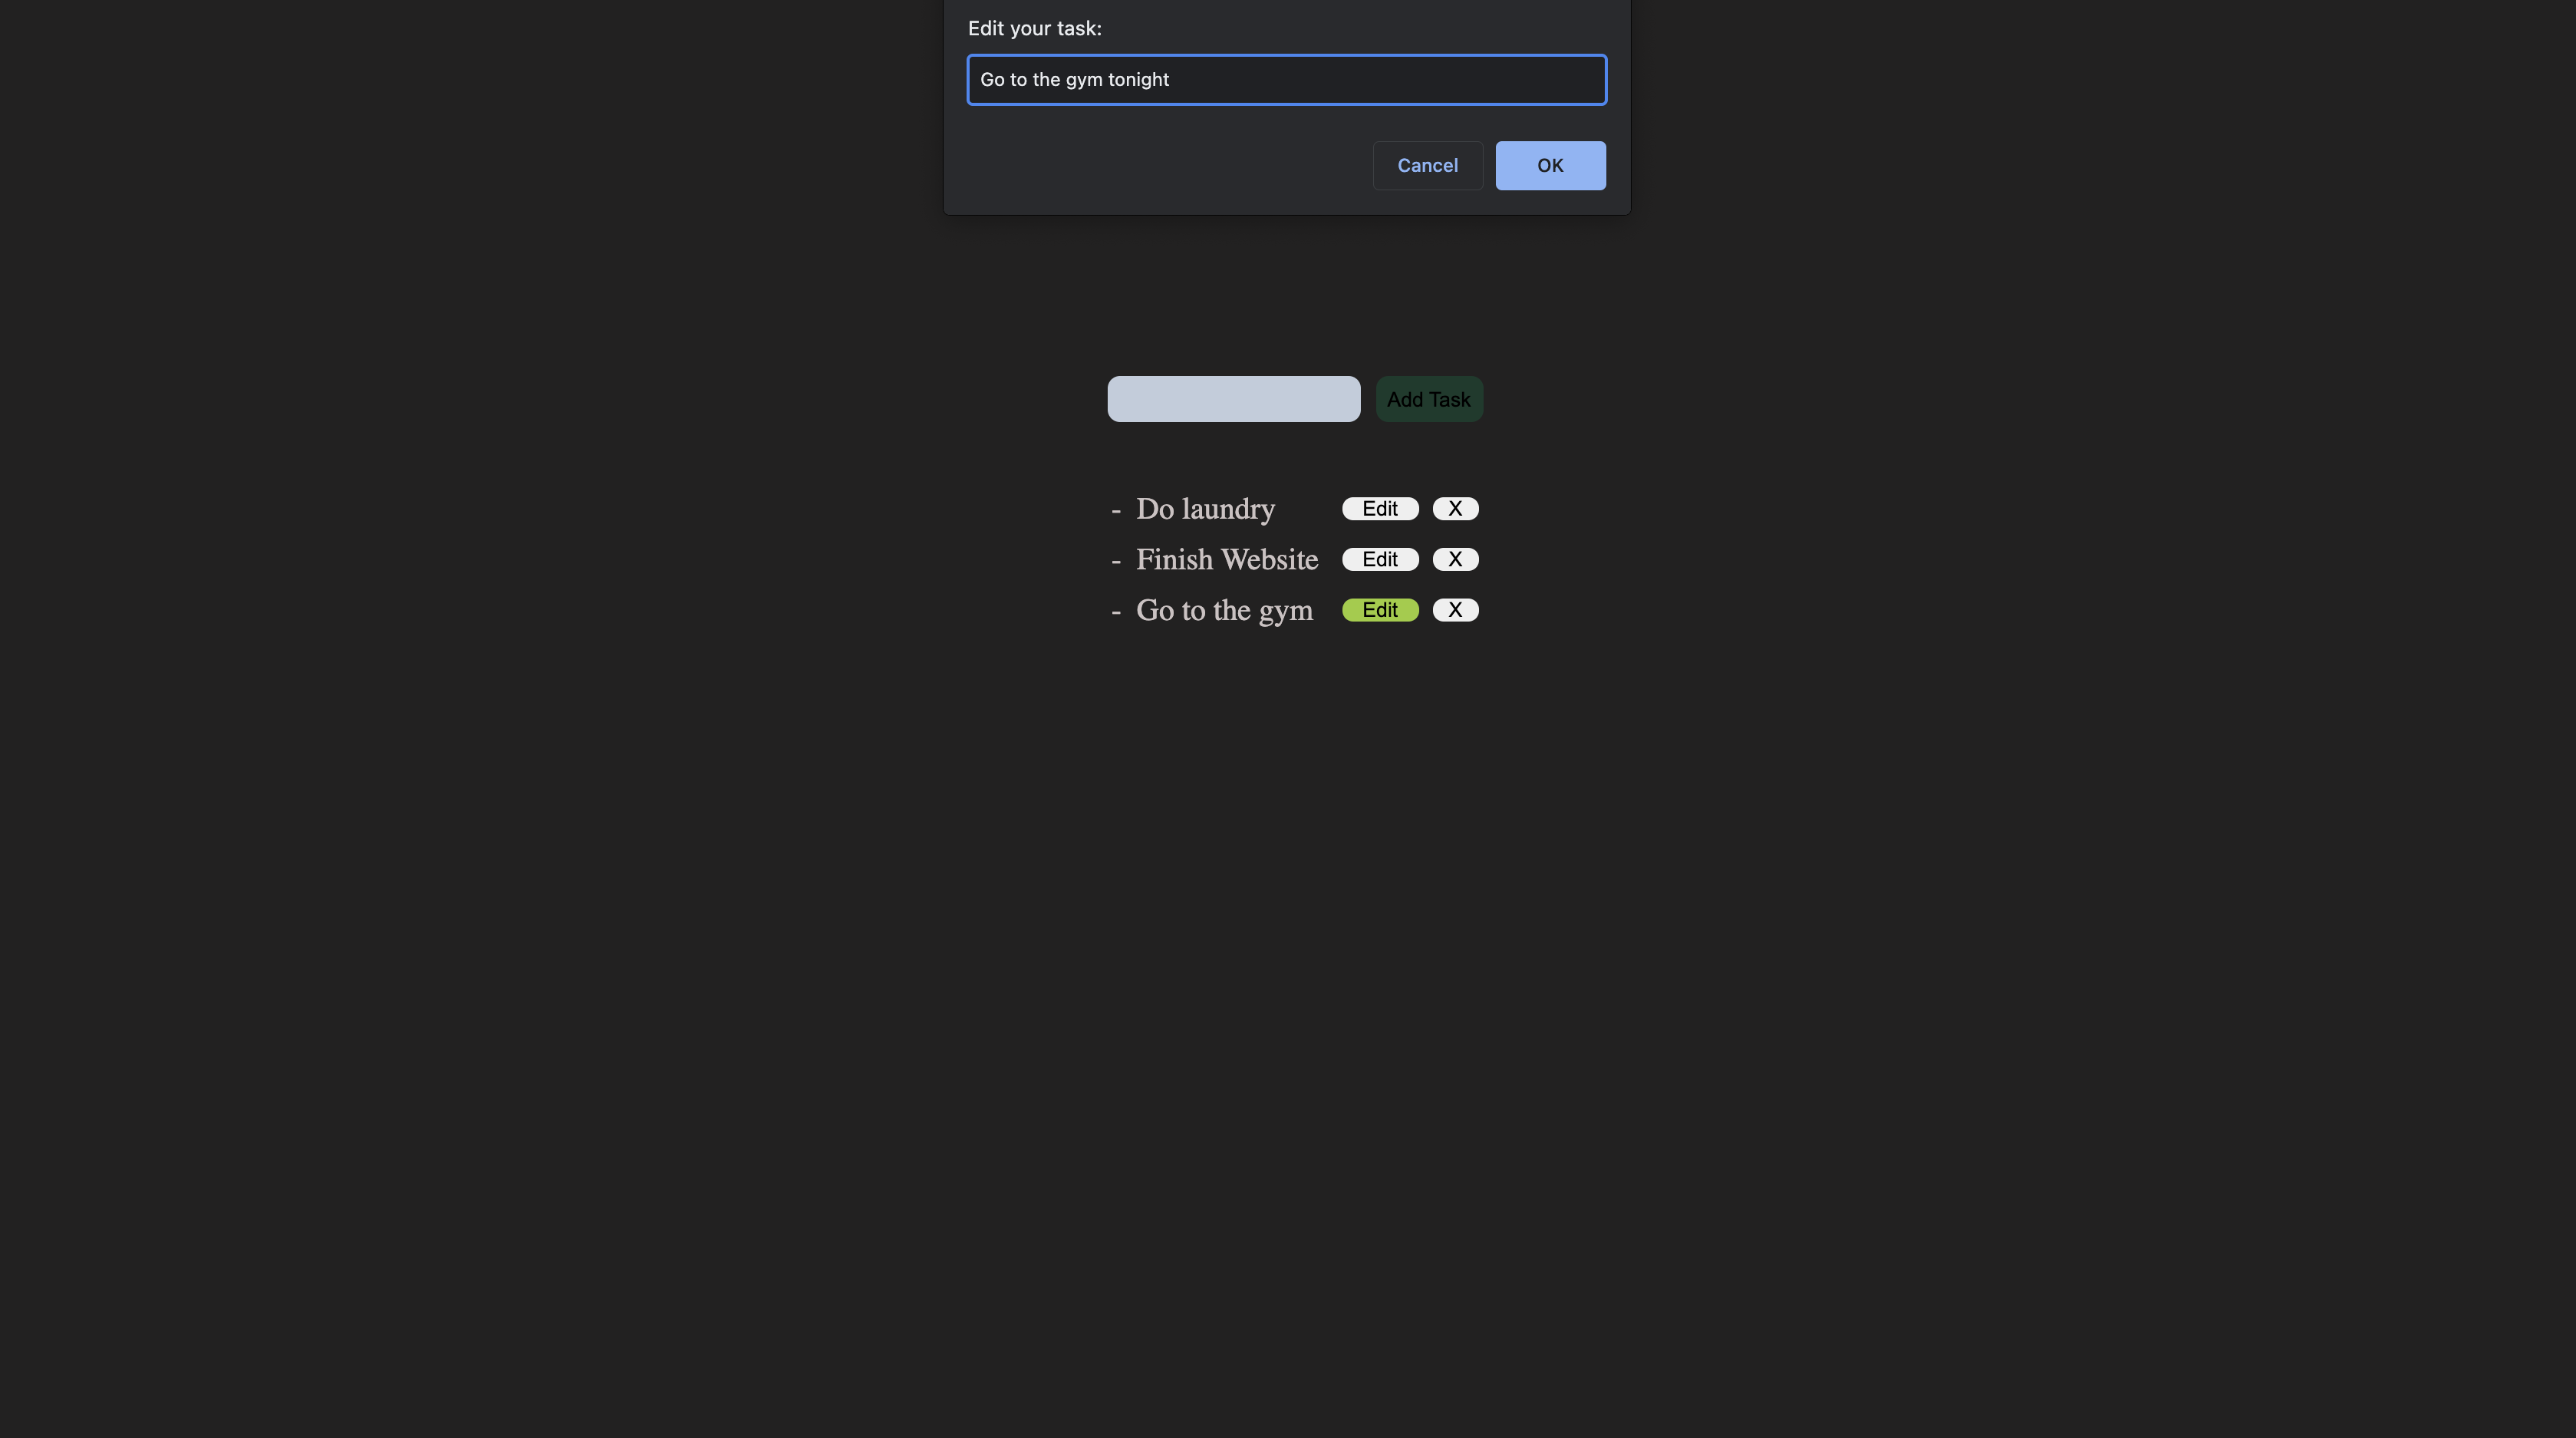 Edit your task:
Go to the gym tonight
Cancel OK
Add Task
- Do laundry Edit X
- Finish Website Edit X
- Go to the gym Edit X